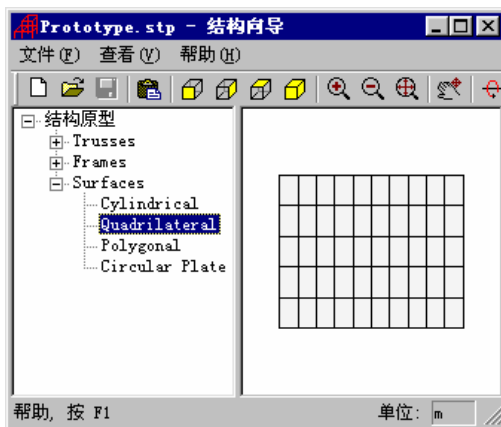 Prototype.stp - 结构向导
文件(F) 查看(V) 帮助(H)
结构原型
Trusses
Frames
Surfaces
Cylindrical
Quadrilateral
Polygonal
Circular Plate
帮助, 按 F1 单位: m